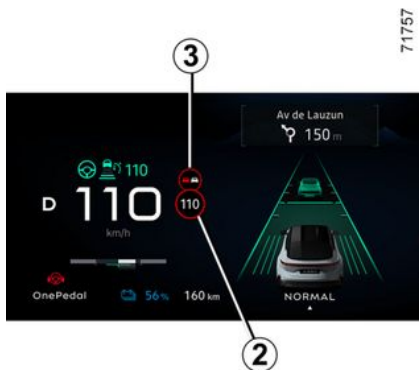 71757
3
Av de Lauzun
150 m
110
D
110
110
km/h
OnePedal
56%
160 km
NORMAL
2